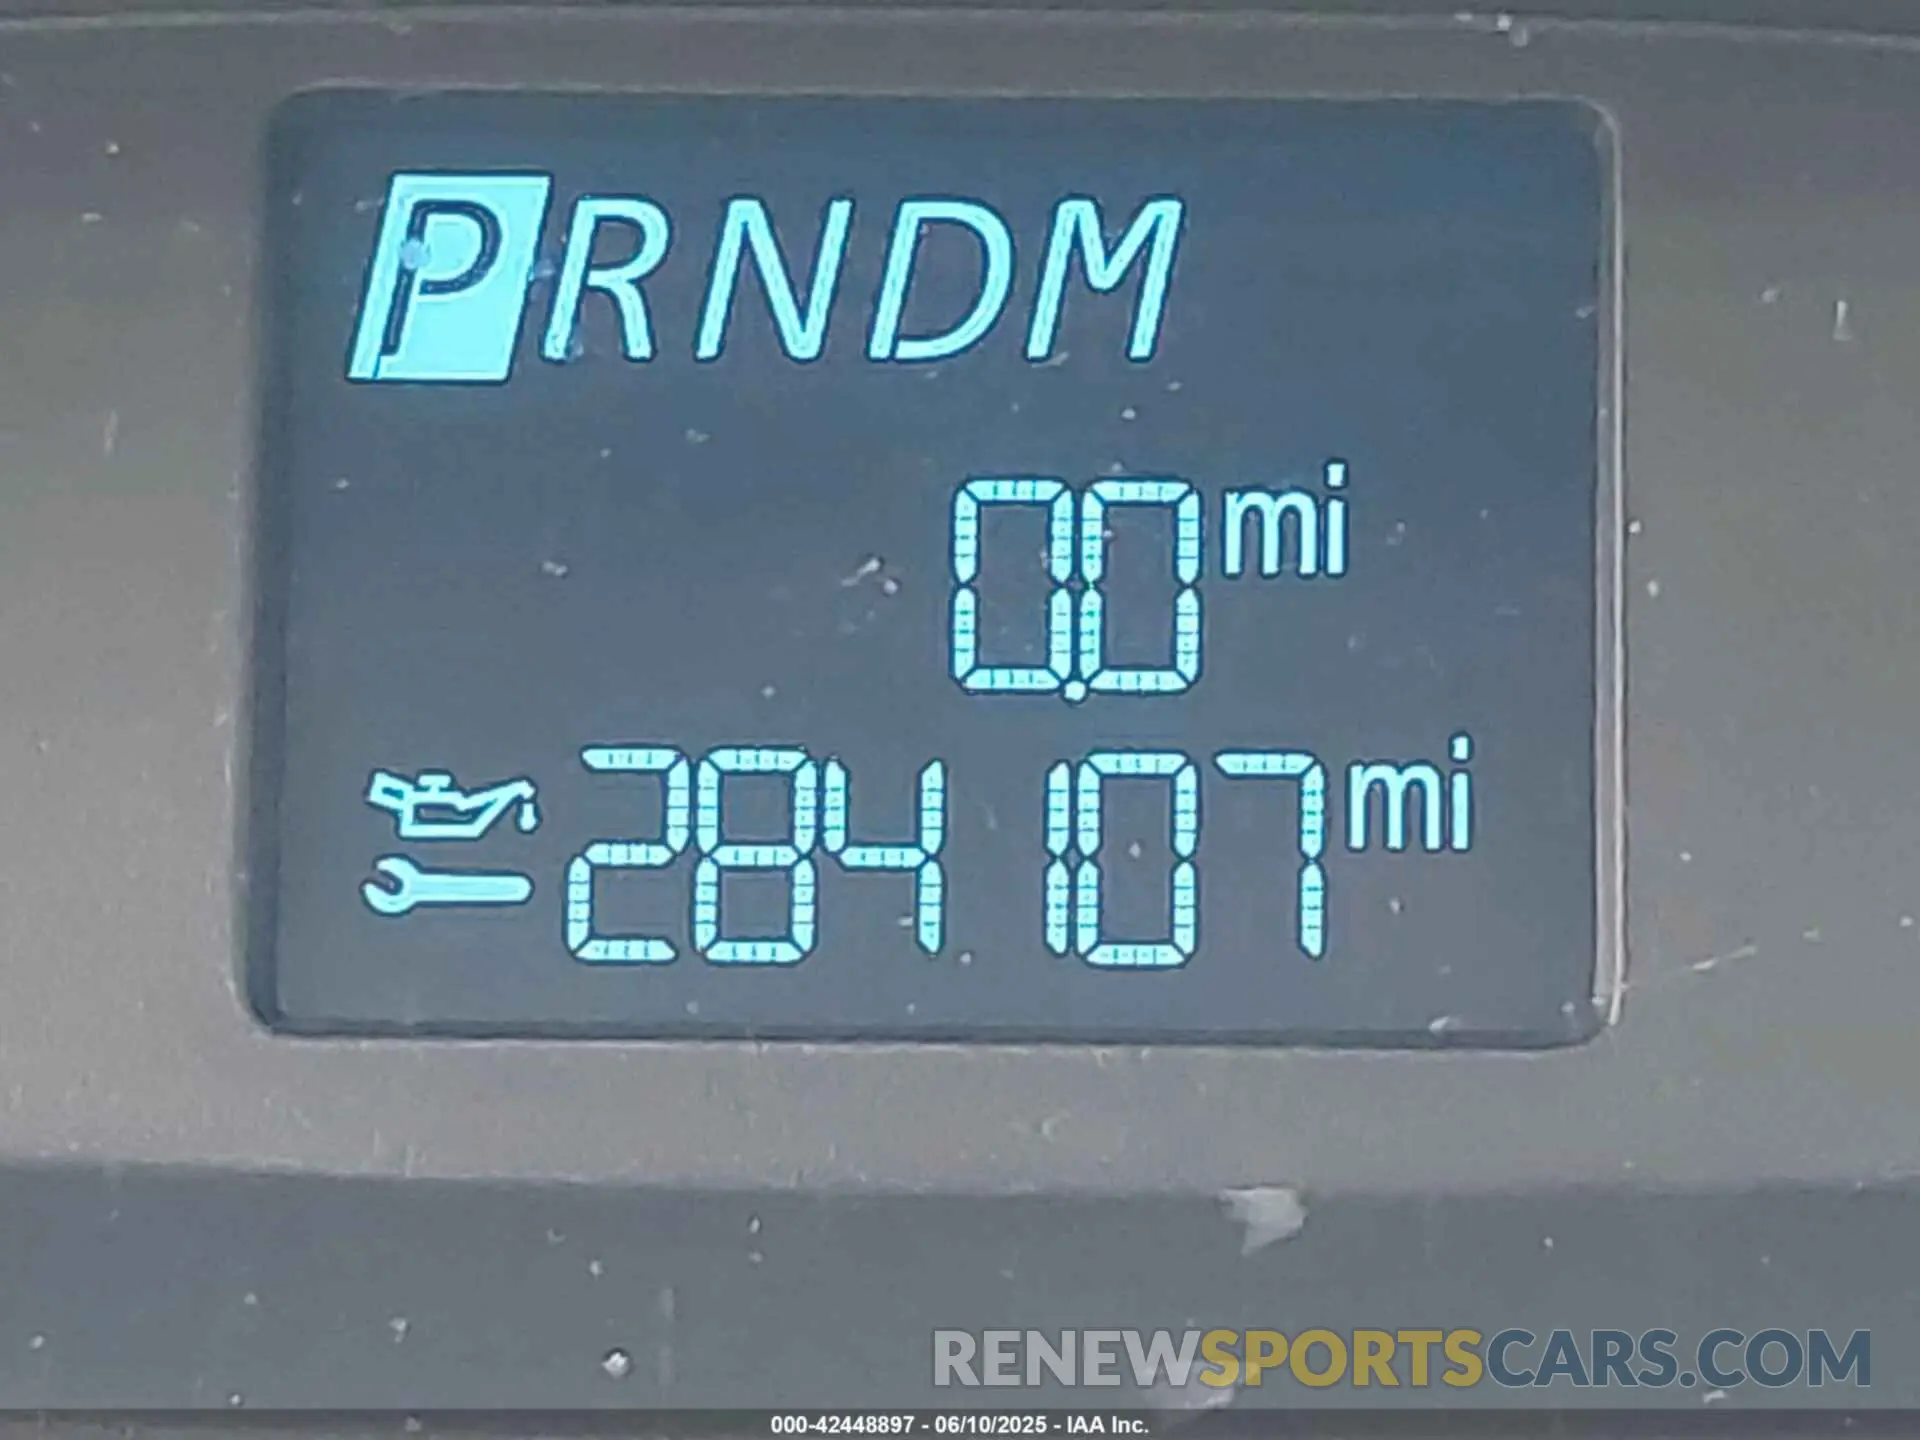 PRNDM
0.0 mi
284107 mi
RENEWSPORTSCARS.COM
000-42448897 - 06/10/2025 - IAA Inc.